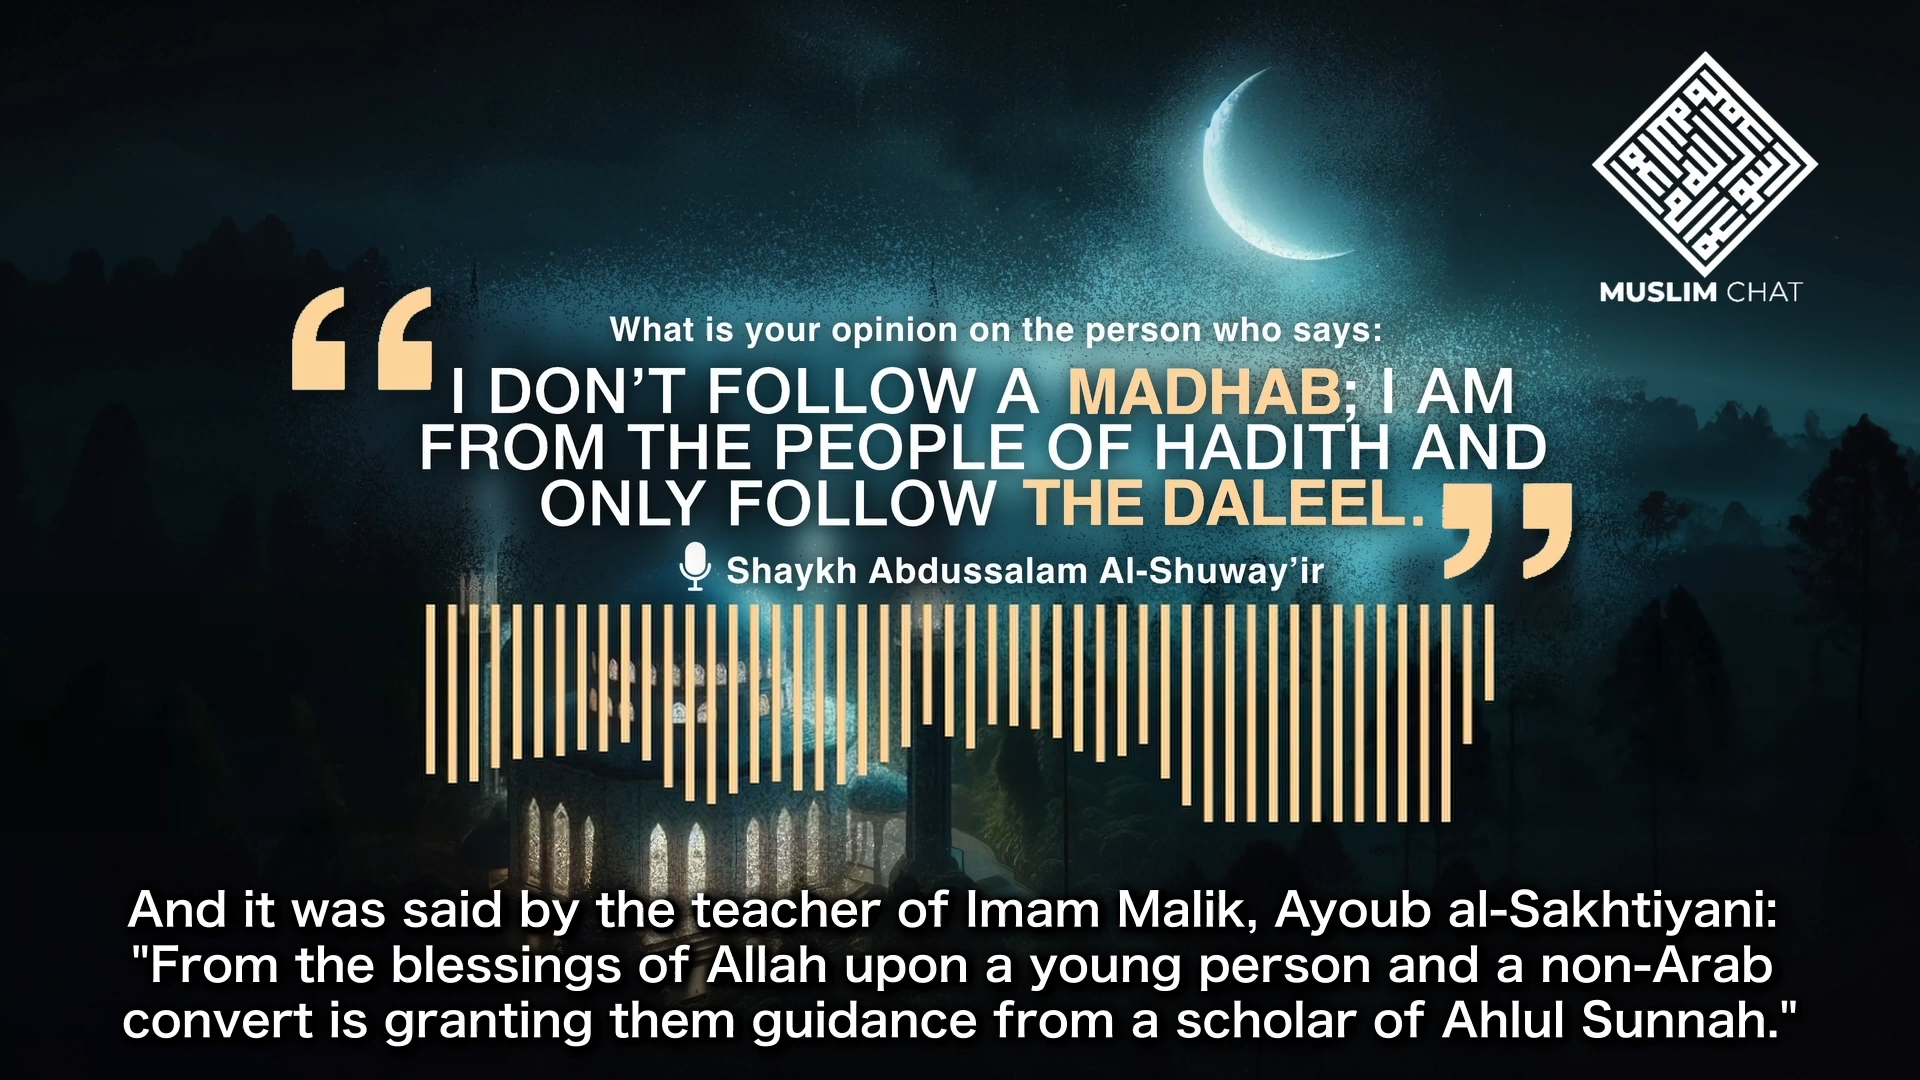 MUSLIM CHAT
What is your opinion on the person who says:
“I DON’T FOLLOW A MADHAB; I AM
FROM THE PEOPLE OF HADITH AND
ONLY FOLLOW THE DALEEL.”
Shaykh Abdussalam Al-Shuway’ir
And it was said by the teacher of Imam Malik, Ayoub al-Sakhtiyani:
"From the blessings of Allah upon a young person and a non-Arab
convert is granting them guidance from a scholar of Ahlul Sunnah."